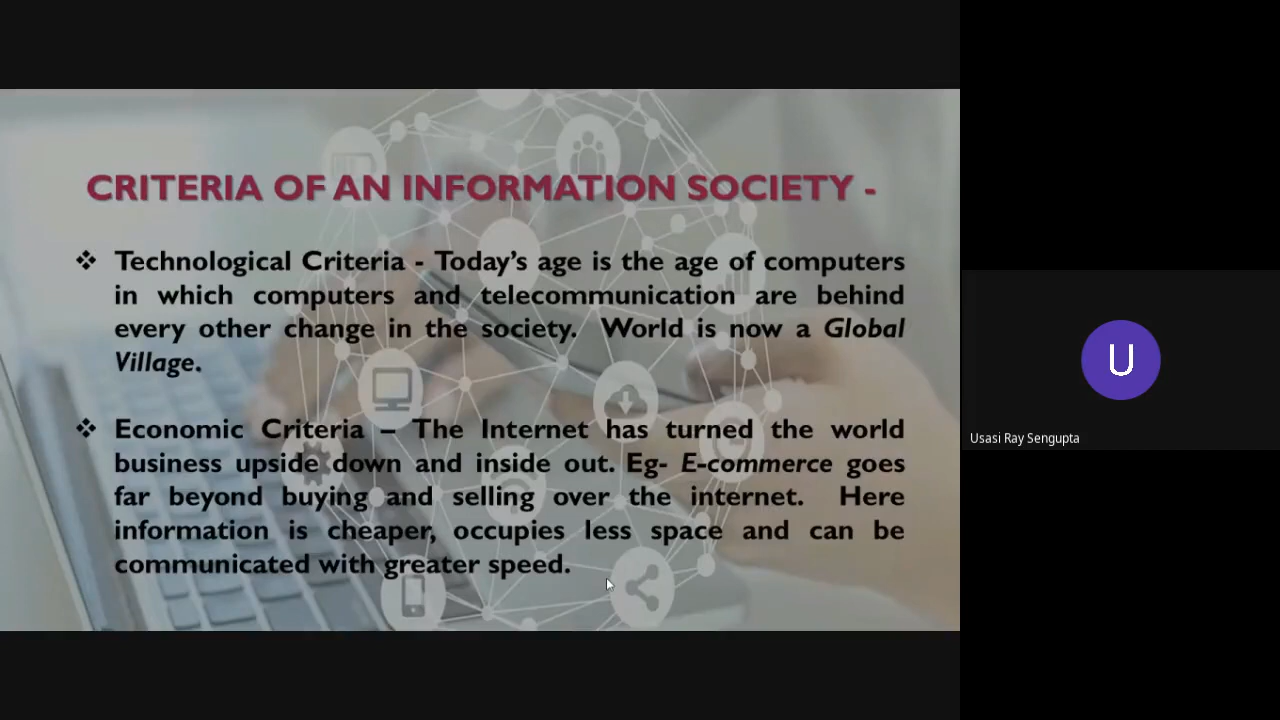 CRITERIA OF AN INFORMATION SOCIETY -
❖ Technological Criteria - Today’s age is the age of computers
in which computers and telecommunication are behind
every other change in the society. World is now a Global
Village.
❖ Economic Criteria – The Internet has turned the world
business upside down and inside out. Eg- E-commerce goes
far beyond buying and selling over the internet. Here
information is cheaper, occupies less space and can be
communicated with greater speed.
U
Usasi Ray Sengupta